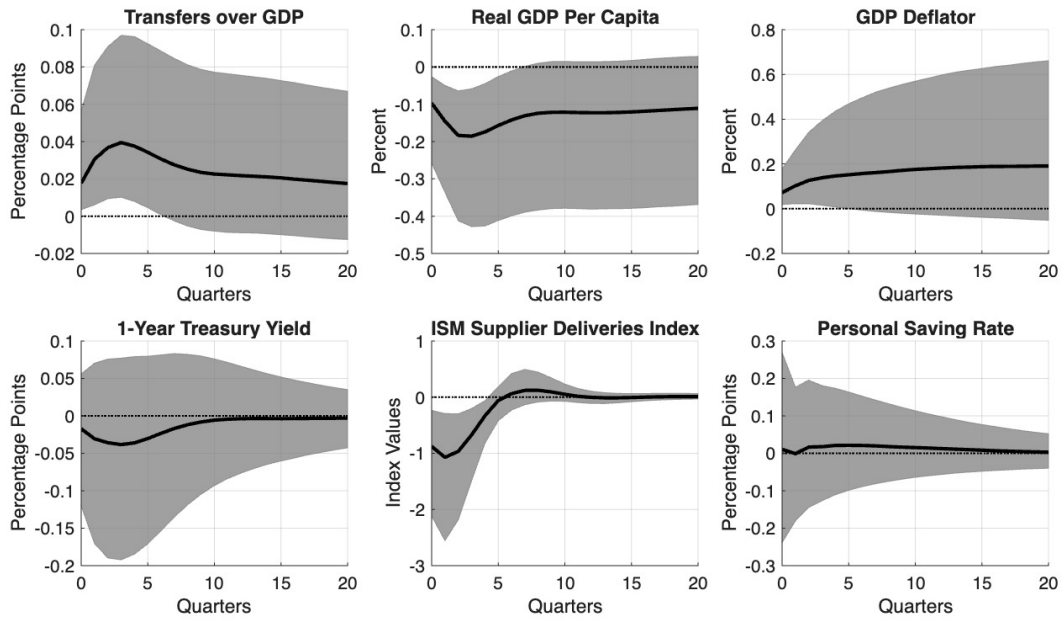 Transfers over GDP
Percentage Points
0.1
0.08
0.06
0.04
0.02
0
-0.02
0 5 10 15 20
Quarters
Real GDP Per Capita
Percent
0
-0.1
-0.2
-0.3
-0.4
-0.5
0 5 10 15 20
Quarters
GDP Deflator
Percent
0.8
0.6
0.4
0.2
0
-0.2
0 5 10 15 20
Quarters
1-Year Treasury Yield
Percentage Points
0.1
0.05
0
-0.05
-0.1
-0.15
-0.2
0 5 10 15 20
Quarters
ISM Supplier Deliveries Index
Index Values
1
0
-1
-2
-3
0 5 10 15 20
Quarters
Personal Saving Rate
Percentage Points
0.3
0.2
0.1
0
-0.1
-0.2
-0.3
0 5 10 15 20
Quarters